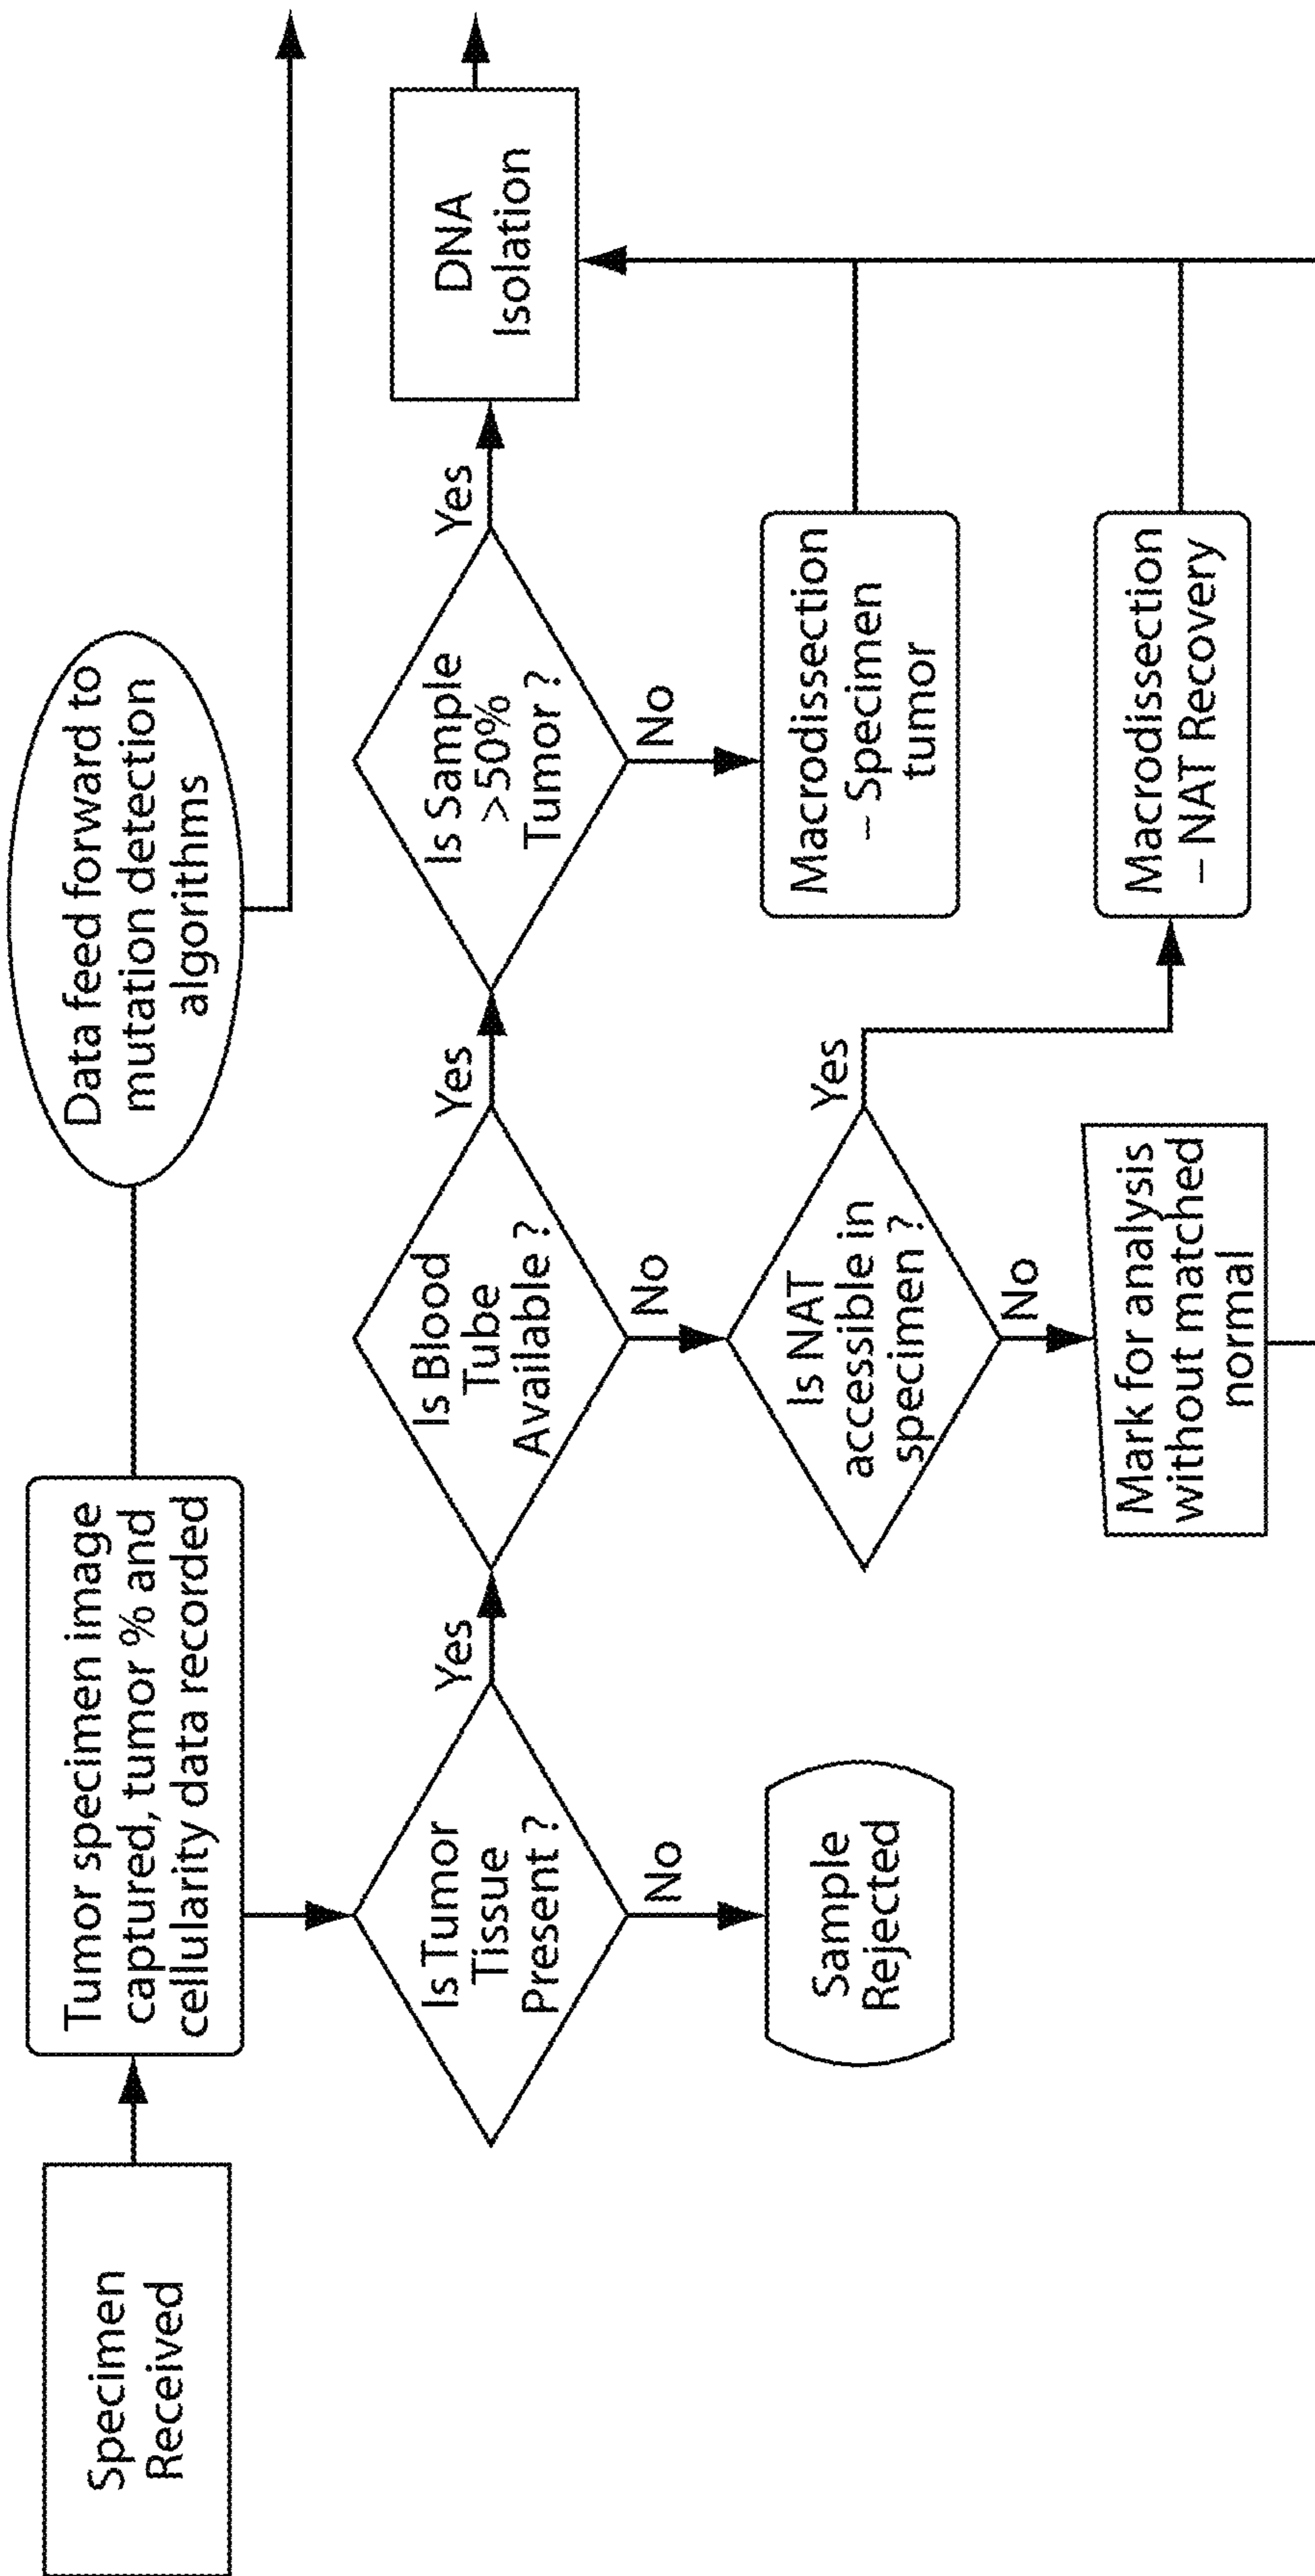 Specimen
Received
Tumor specimen image
captured, tumor % and
cellularity data recorded
Data feed forward to
mutation detection
algorithms
Is Tumor
Tissue
Present ?
Yes
No
Sample
Rejected
Is Blood
Tube
Available ?
Yes
No
Is NAT
accessible in
specimen ?
Yes
No
Mark for analysis
without matched
normal
Is Sample
>50%
Tumor ?
Yes
No
Macrodissection
– Specimen
tumor
Macrodissection
– NAT Recovery
DNA
Isolation